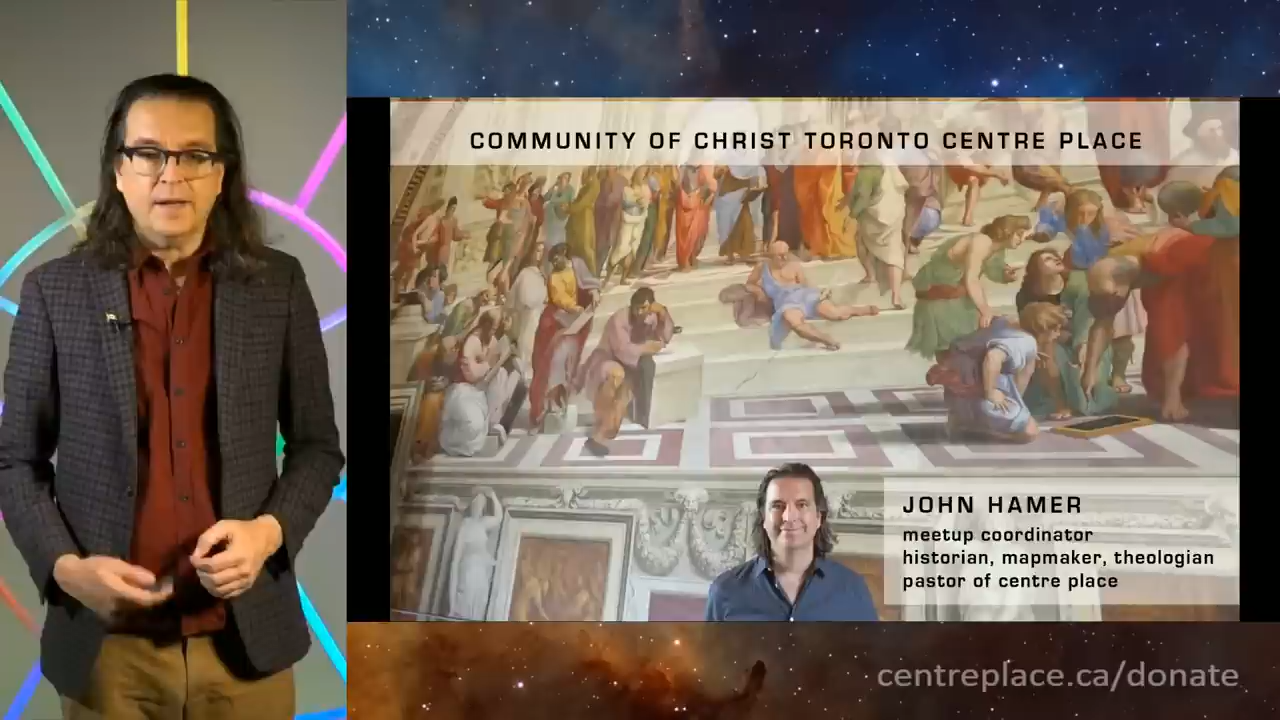 COMMUNITY OF CHRIST TORONTO CENTRE PLACE
JOHN HAMER
meetup coordinator
historian, mapmaker, theologian
pastor of centre place
centreplace.ca/donate